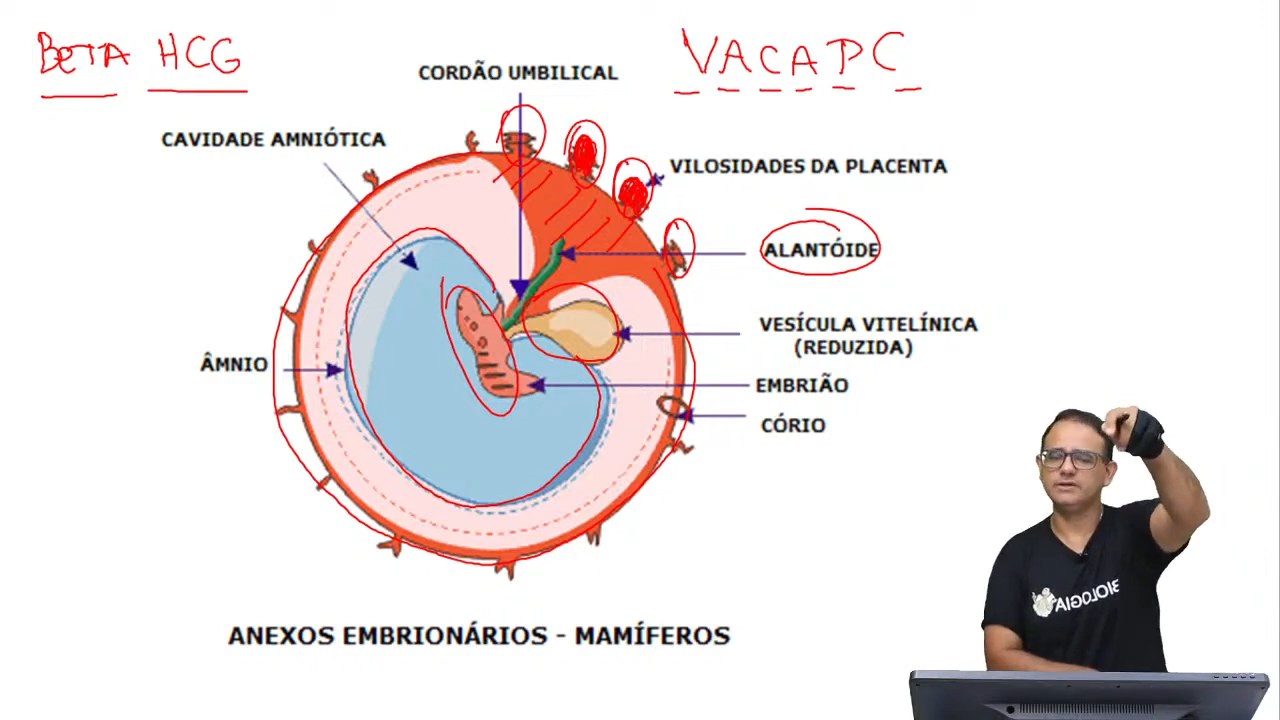 BETA HCG
VACAPC
CORDÃO UMBILICAL
CAVIDADE AMNIÓTICA
VILOSIDADES DA PLACENTA
ALANTÓIDE
VESÍCULA VITELÍNICA
(REDUZIDA)
ÂMNIO
EMBRIÃO
CÓRIO
BIOLOGIA
ANEXOS EMBRIONÁRIOS - MAMÍFEROS